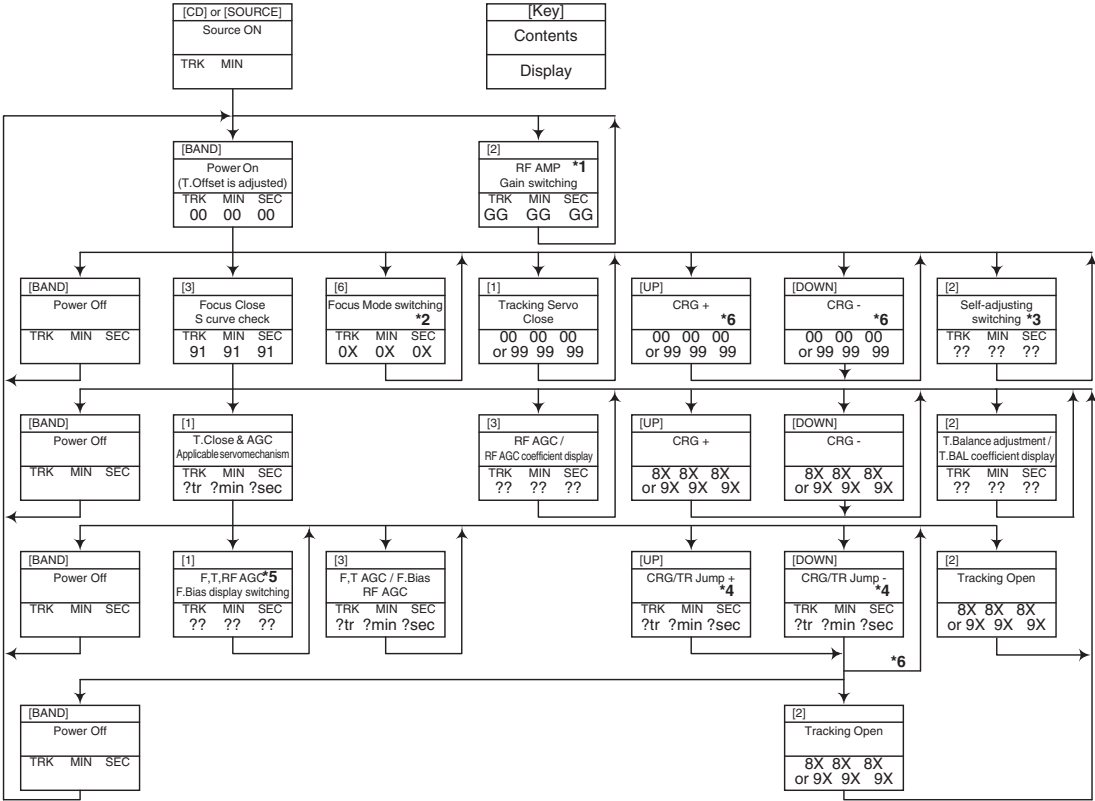 [CD] or [SOURCE]
Source ON
TRK MIN
[Key]
Contents
Display
[BAND]
Power On
(T.Offset is adjusted)
TRK MIN SEC
00 00 00
[2]
RF AMP *1
Gain switching
TRK MIN SEC
GG GG GG
[BAND]
Power Off
TRK MIN SEC
[3]
Focus Close
S curve check
TRK MIN SEC
91 91 91
[6]
Focus Mode switching
*2
TRK MIN SEC
0X 0X 0X
[1]
Tracking Servo
Close
00 00 00
or 99 99 99
[UP]
CRG +
*6
00 00 00
or 99 99 99
[DOWN]
CRG -
*6
00 00 00
or 99 99 99
[2]
Self-adjusting
switching *3
TRK MIN SEC
?? ?? ??
[BAND]
Power Off
TRK MIN SEC
[1]
T.Close & AGC
Applicable servomechanism
TRK MIN SEC
?tr ?min ?sec
[3]
RF AGC /
RF AGC coefficient display
TRK MIN SEC
?? ?? ??
[UP]
CRG +
8X 8X 8X
or 9X 9X 9X
[DOWN]
CRG -
8X 8X 8X
or 9X 9X 9X
[2]
T.Balance adjustment /
T.BAL coefficient display
TRK MIN SEC
?? ?? ??
[BAND]
Power Off
TRK MIN SEC
[1]
F,T,RF AGC *5
F.Bias display switching
TRK MIN SEC
?? ?? ??
[3]
F,T AGC / F.Bias
RF AGC
TRK MIN SEC
?tr ?min ?sec
[UP]
CRG/TR Jump +
*4
TRK MIN SEC
?tr ?min ?sec
[DOWN]
CRG/TR Jump -
*4
TRK MIN SEC
?tr ?min ?sec
[2]
Tracking Open
8X 8X 8X
or 9X 9X 9X
*6
[BAND]
Power Off
TRK MIN SEC
[2]
Tracking Open
8X 8X 8X
or 9X 9X 9X